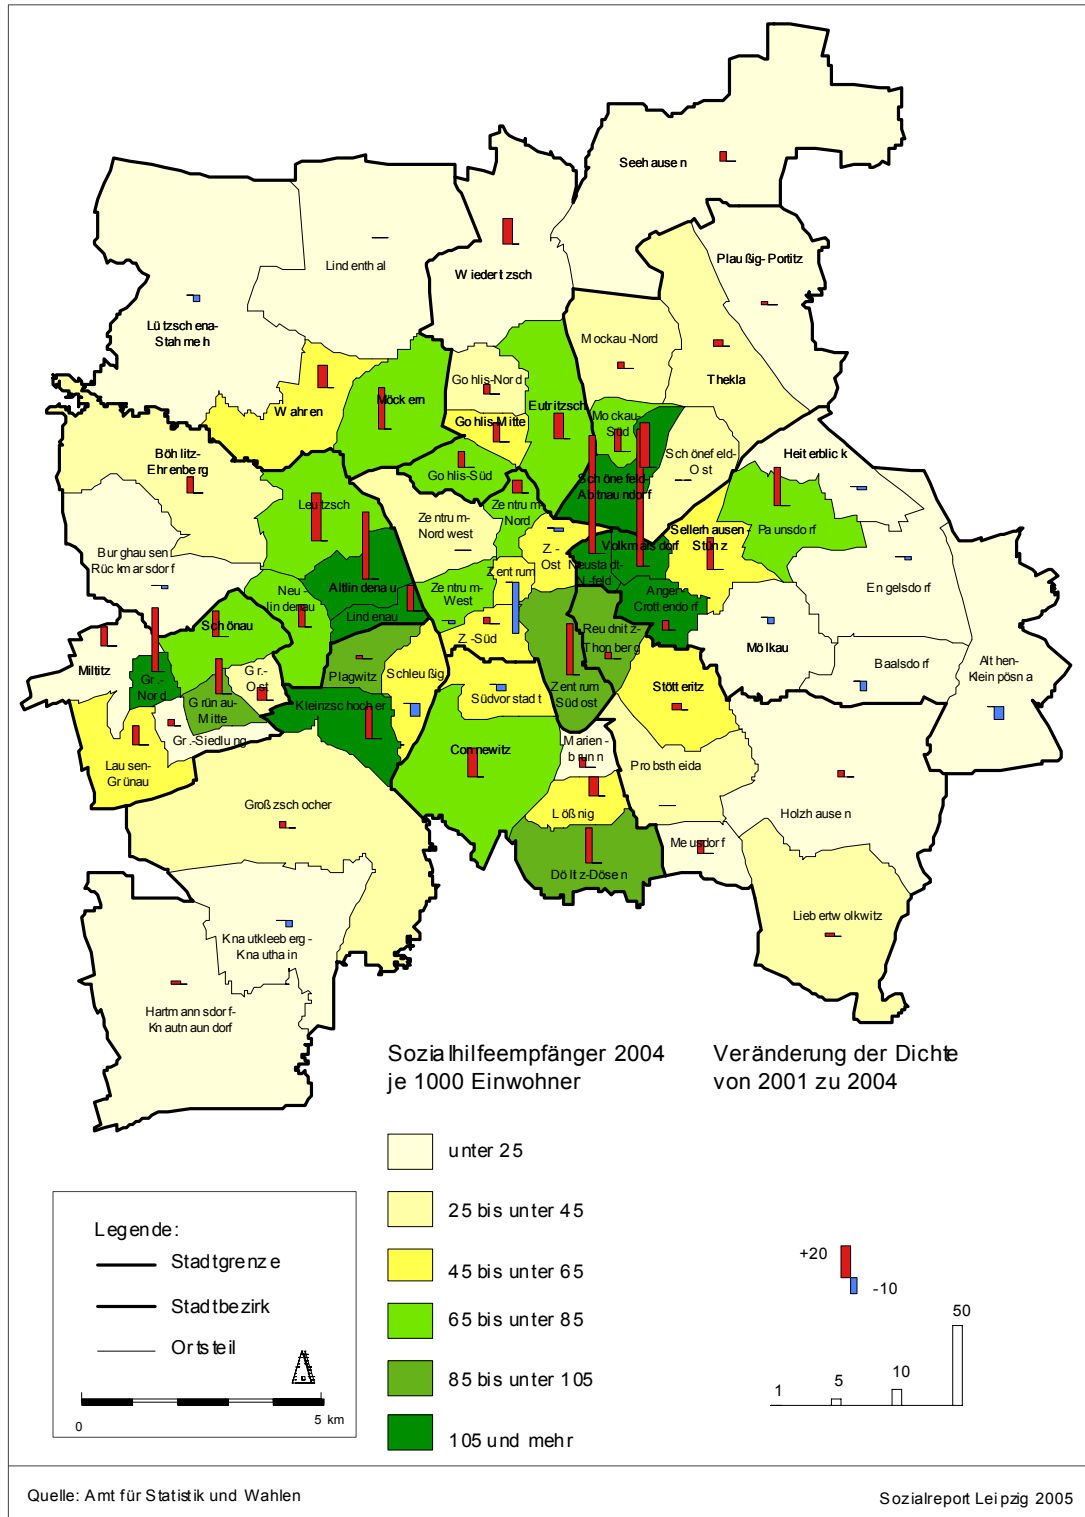 Seehausen
Plaußig-Portitz
Wiedertzsch
Lindenthal
Lützschena-
Stahmeln
Mockau-Nord
Thekla
Gohlis-Nord
Möckern
Wahren
Gohlis-Mitte
Eutritzsch
Mockau-
Süd
Schönefeld-
Ost
Heiterblick
Böhlitz-
Ehrenberg
Gohlis-Süd
Schönefeld-
Abtnaundorf
Leutzsch
Zentrum-
Nord
Zentrum-
Nordwest
Sellerhausen-
Stünz
Paunsdorf
Burghausen
Rückmarsdorf
Z.-
Ost
Volkmarsdorf
Neustadt-
N.-feld
Zentrum
Engelsdorf
Altlindenau
Neu-
lindenau
Lindenau
Zentrum-
West
Anger-
Crottendorf
Schönau
Z.-Süd
Reudnitz-
Thonberg
Mölkau
Baalsdorf
Althen-
Kleinpösna
Miltitz
Gr.-
Nord
Gr.-
Ost
Plagwitz
Schleußig
Grünau-
Mitte
Südvorstadt
Zentrum
Südost
Stötteritz
Kleinzschocher
Gr.-Siedlung
Connewitz
Marien-
brunn
Lausen-
Grünau
Probstheida
Großzschocher
Lößnig
Holzhausen
Meusdorf
Dölitz-Dösen
Liebertwolkwitz
Knautkleeberg-
Knauthain
Hartmannsdorf-
Knautnaundorf
Sozialhilfeempfänger 2004
je 1000 Einwohner
Veränderung der Dichte
von 2001 zu 2004
unter 25
25 bis unter 45
45 bis unter 65
65 bis unter 85
85 bis unter 105
105 und mehr
Legende:
Stadtgrenze
Stadtbezirk
Ortsteil
0
5 km
+20
-10
1
5
10
50
Quelle: Amt für Statistik und Wahlen
Sozialreport Leipzig 2005